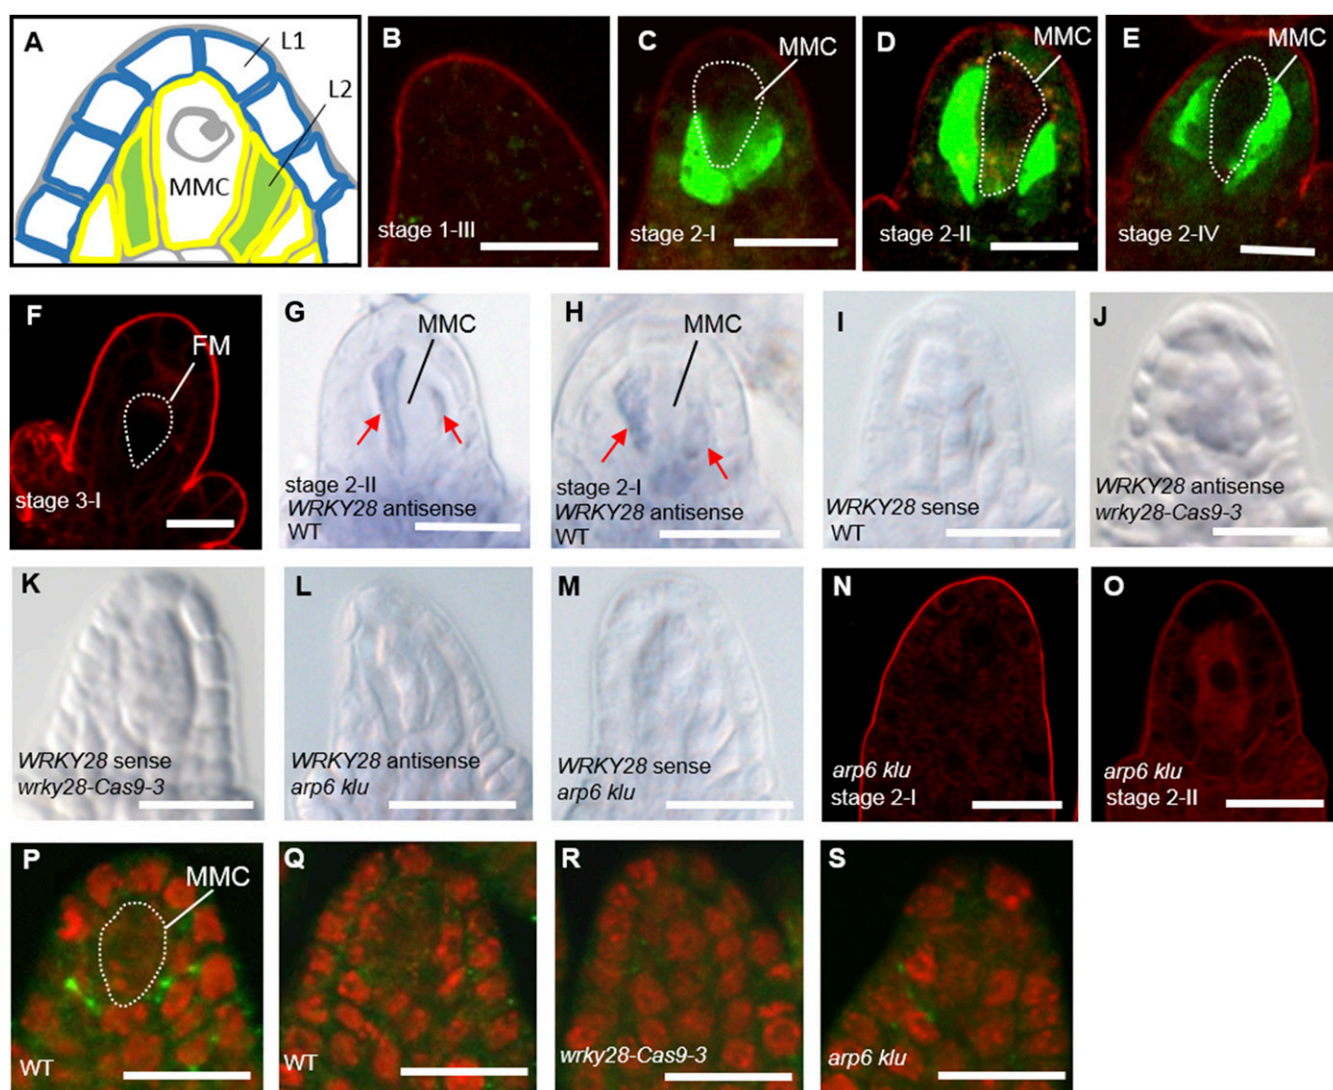 A
L1
L2
MMC
B
stage 1-III
C
MMC
stage 2-I
D
MMC
stage 2-II
E
MMC
stage 2-IV
F
FM
stage 3-I
G
MMC
stage 2-II
WRKY28 antisense
WT
H
MMC
stage 2-I
WRKY28 antisense
WT
I
WRKY28 sense
WT
J
WRKY28 antisense
wrky28-Cas9-3
K
WRKY28 sense
wrky28-Cas9-3
L
WRKY28 antisense
arp6 klu
M
WRKY28 sense
arp6 klu
N
arp6 klu
stage 2-I
O
arp6 klu
stage 2-II
P
MMC
WT
Q
WT
R
wrky28-Cas9-3
S
arp6 klu